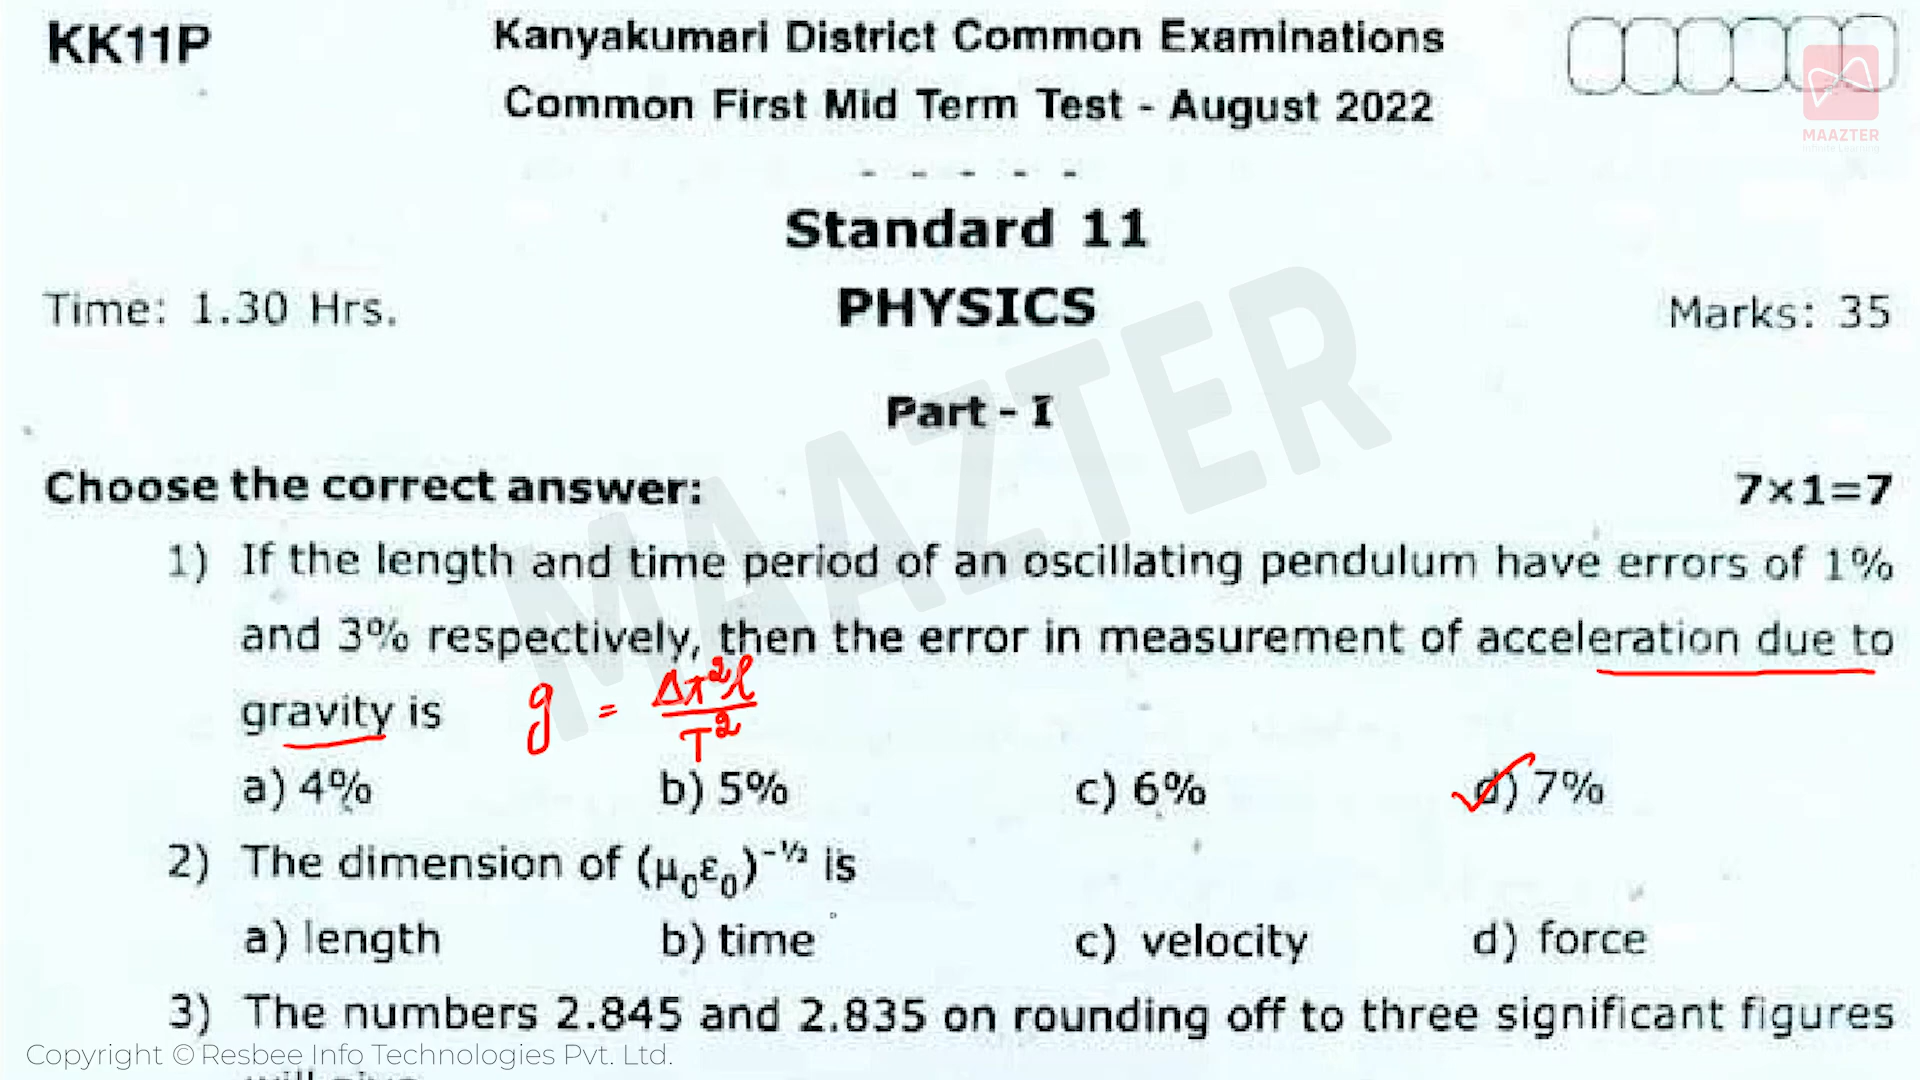 KK11P
Kanyakumari District Common Examinations
Common First Mid Term Test - August 2022
MAAZTER
Infinite Learning
- - - - -
Standard 11
Time: 1.30 Hrs.
PHYSICS
Marks: 35
MAAZTER
Part - I
Choose the correct answer:
7×1=7
1) If the length and time period of an oscillating pendulum have errors of 1%
and 3% respectively, then the error in measurement of acceleration due to
gravity is
g = Δπ²l / T²
a) 4% b) 5% c) 6% d) 7%
2) The dimension of (μ₀ε₀)⁻¹/² is
a) length b) time c) velocity d) force
3) The numbers 2.845 and 2.835 on rounding off to three significant figures
Copyright © Resbee Info Technologies Pvt. Ltd.